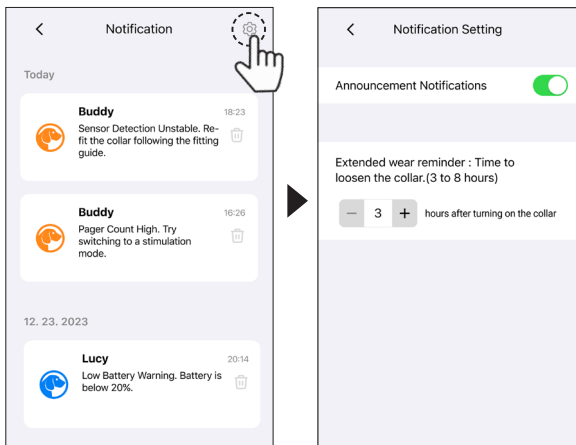 Notification
Today
Buddy
18:23
Sensor Detection Unstable. Re-
fit the collar following the fitting
guide.
Buddy
16:26
Pager Count High. Try
switching to a stimulation
mode.
12. 23. 2023
Lucy
20:14
Low Battery Warning. Battery is
below 20%.
Notification Setting
Announcement Notifications
Extended wear reminder : Time to
loosen the collar.(3 to 8 hours)
− 3 + hours after turning on the collar